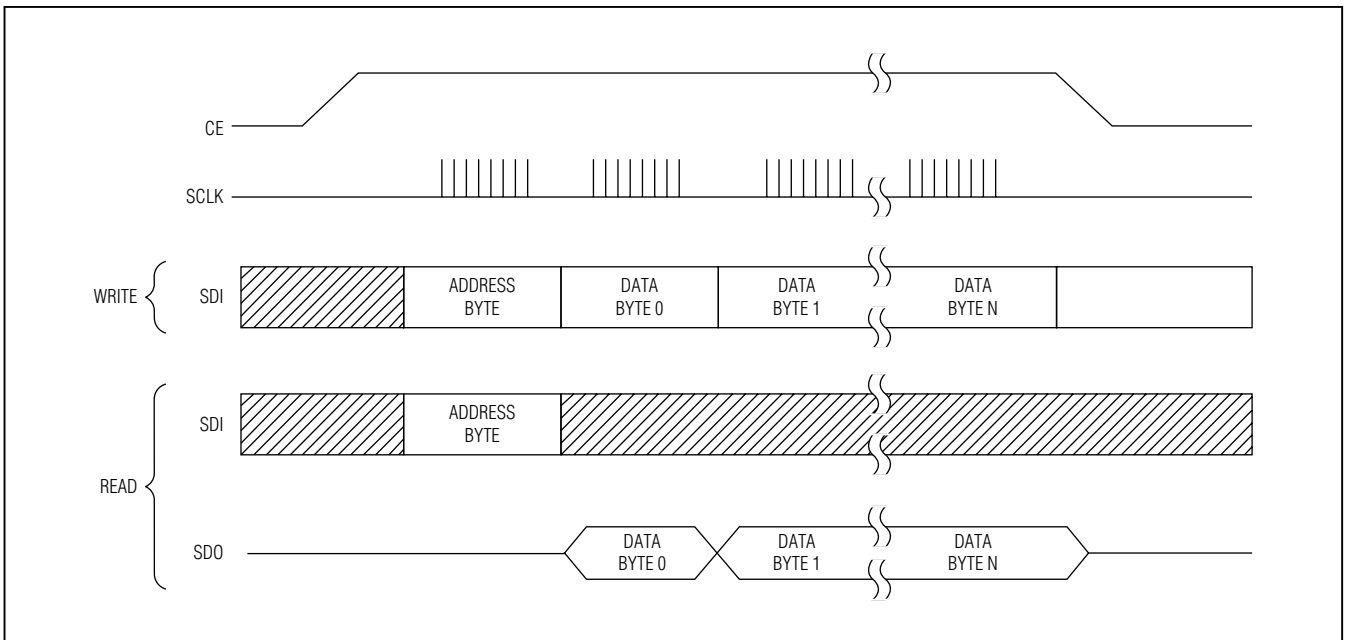 CE
SCLK
WRITE SDI ADDRESS BYTE DATA BYTE 0 DATA BYTE 1 DATA BYTE N
READ
SDI ADDRESS BYTE
SDO DATA BYTE 0 DATA BYTE 1 DATA BYTE N